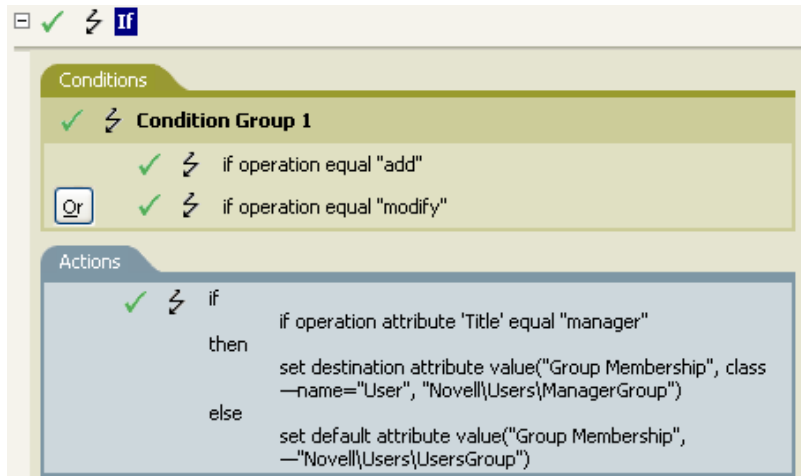 If
Conditions
Condition Group 1
if operation equal "add"
Or
if operation equal "modify"
Actions
if
if operation attribute 'Title' equal "manager"
then
set destination attribute value("Group Membership", class
—name="User", "Novell\Users\ManagerGroup")
else
set default attribute value("Group Membership",
—"Novell\Users\UsersGroup")